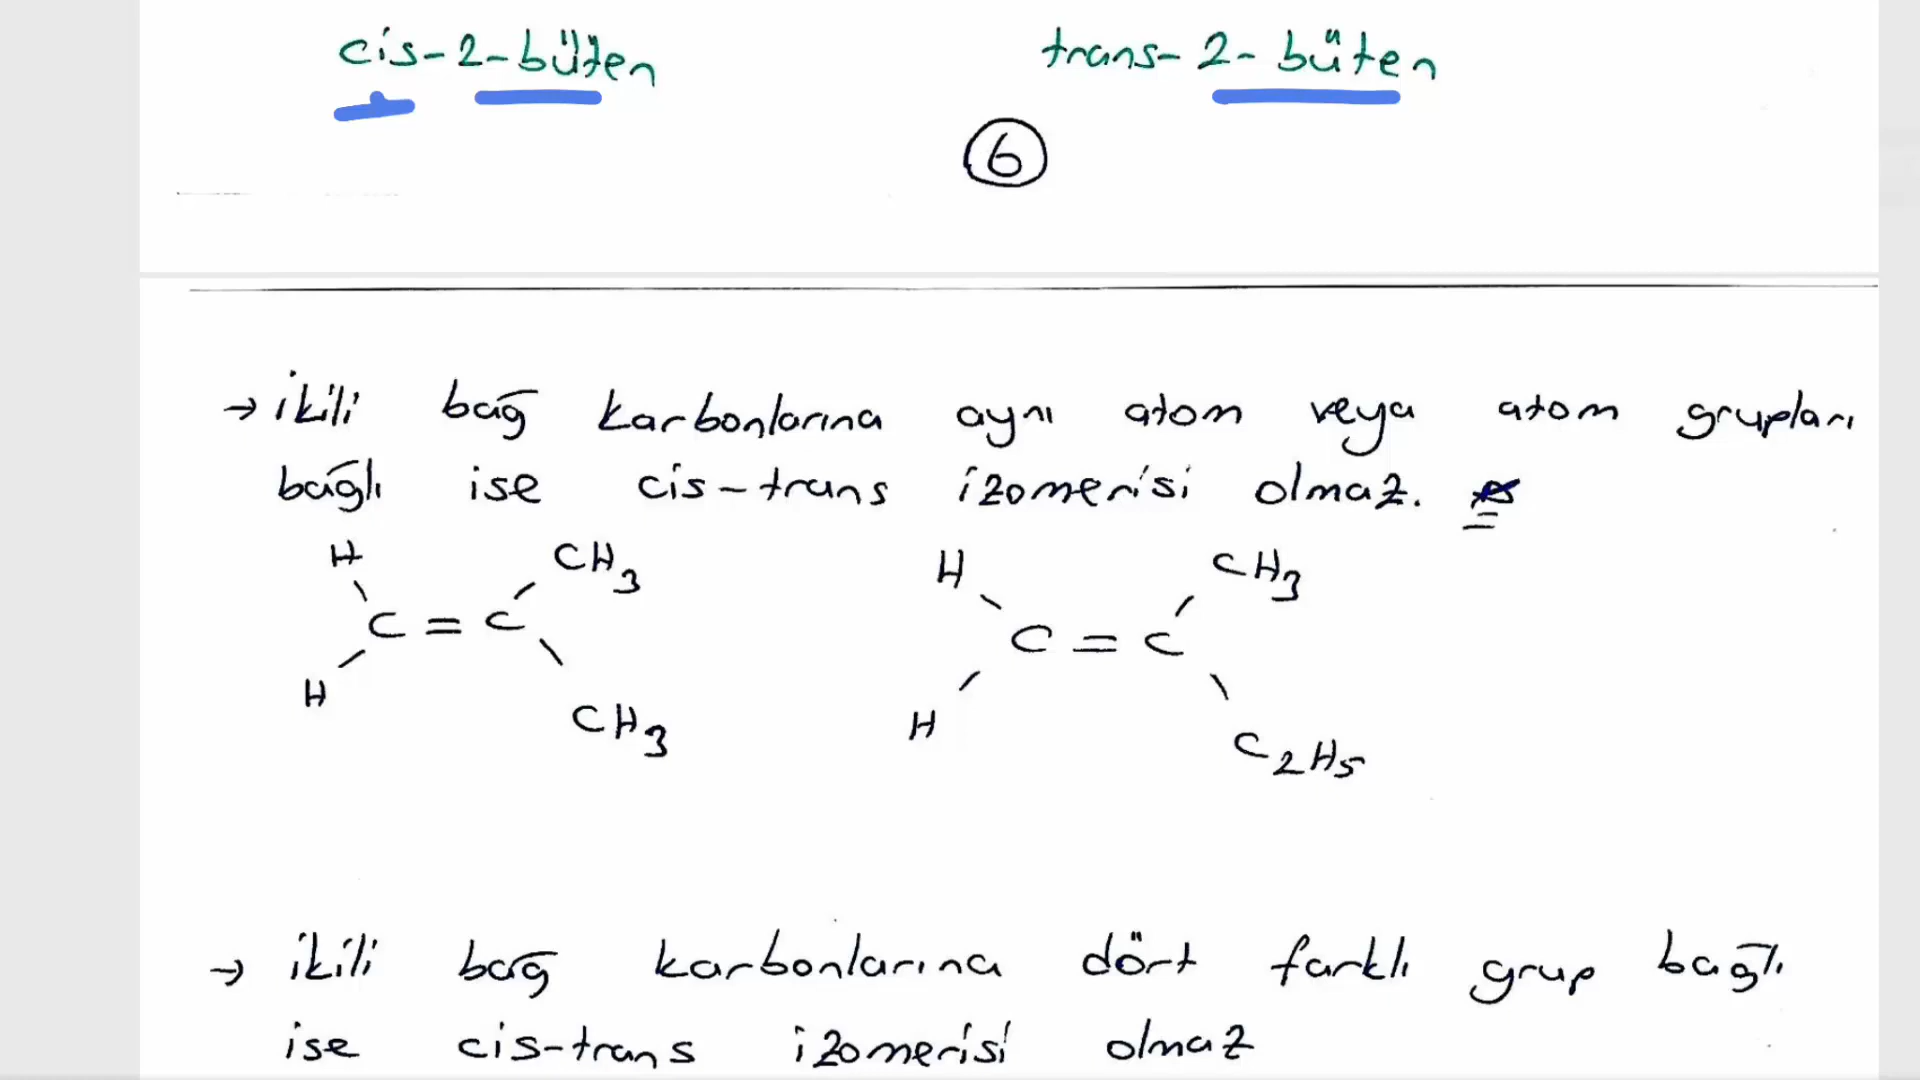 cis-2-büten
trans-2-büten
6
→ ikili bağ karbonlarına aynı atom veya atom grupları
bağlı ise cis-trans izomerisi olmaz.
H CH3
C = C
H CH3
H CH3
C = C
H C2H5
→ ikili bağ karbonlarına dört farklı grup bağlı
ise cis-trans izomerisi olmaz